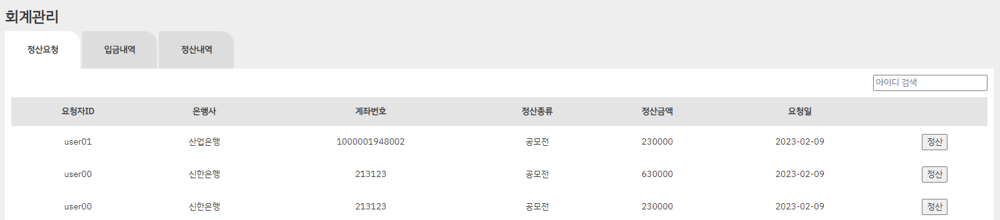 회계관리
정산요청 입금내역 정산내역
아이디 검색
요청자ID 은행사 계좌번호 정산종류 정산금액 요청일
user01 산업은행 1000001948002 공모전 230000 2023-02-09 정산
user00 신한은행 213123 공모전 630000 2023-02-09 정산
user00 신한은행 213123 공모전 230000 2023-02-09 정산